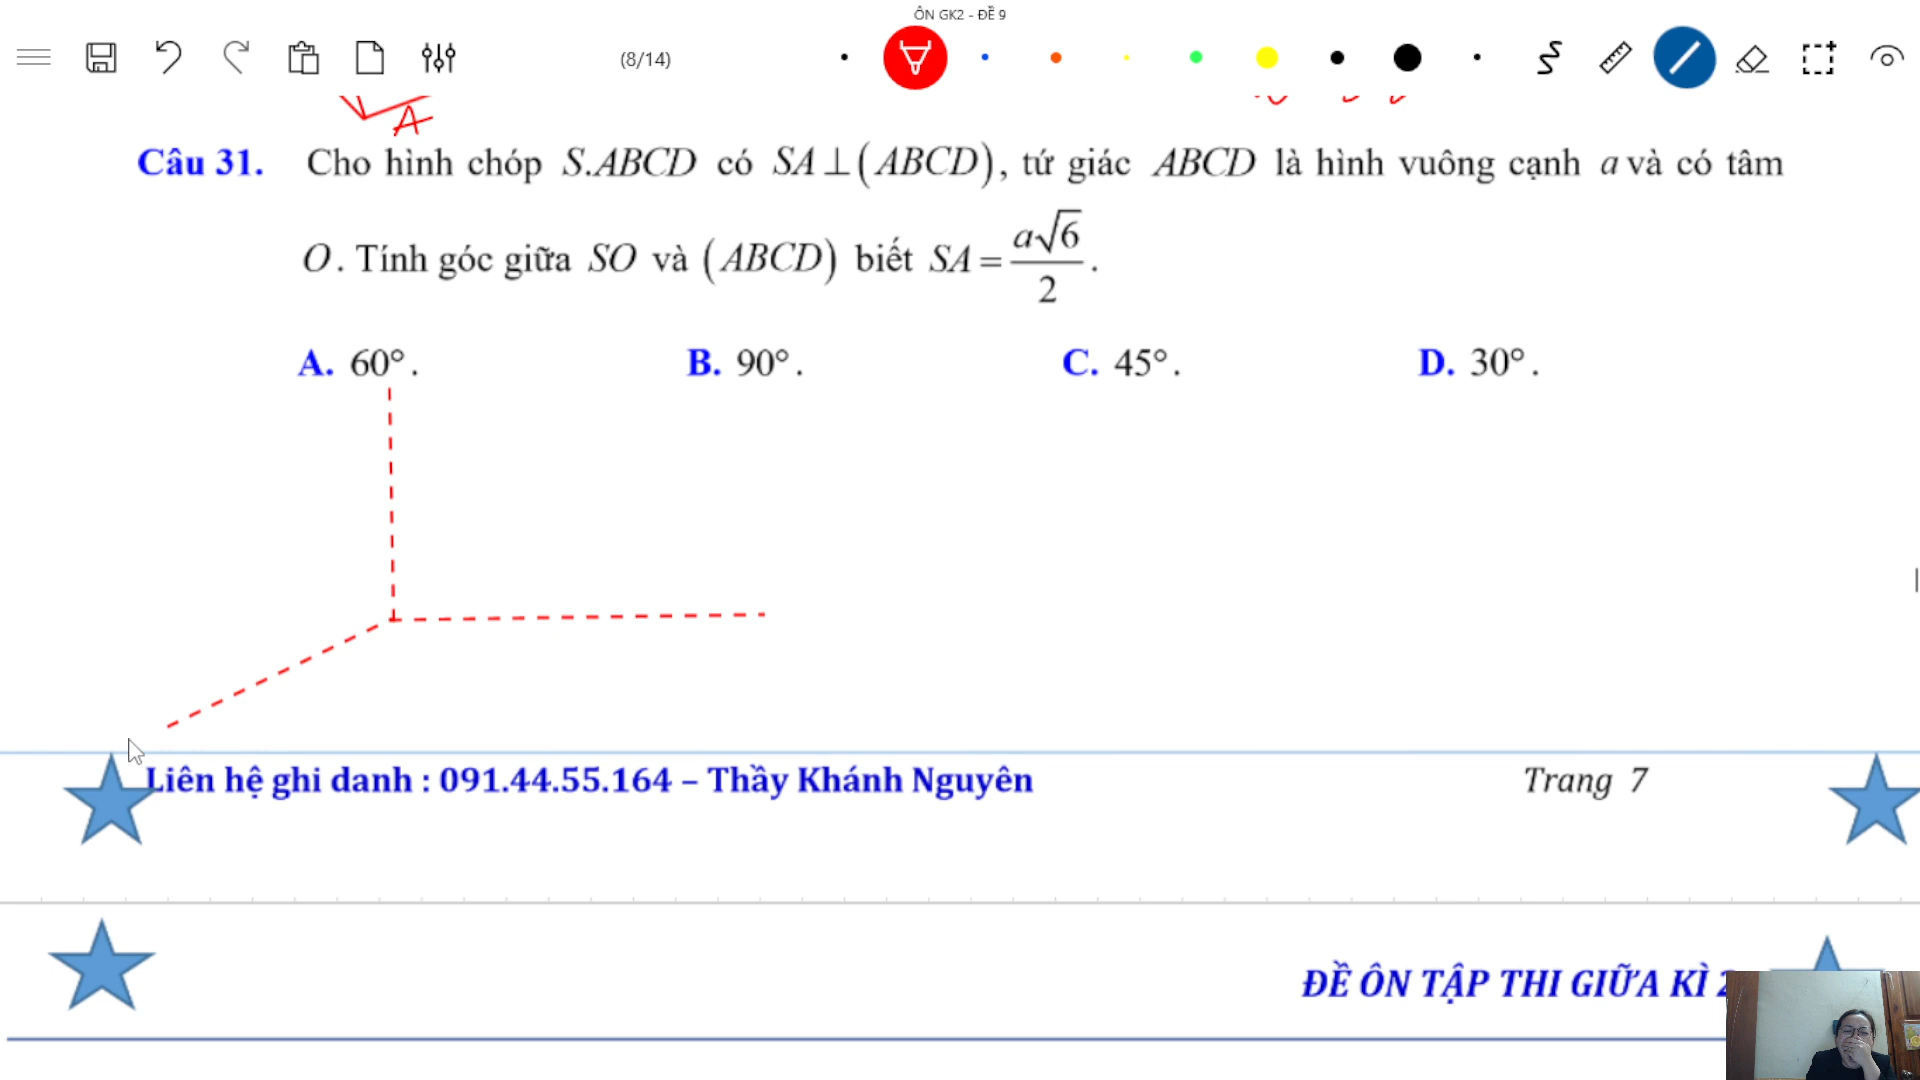 ÔN GK2 - ĐỀ 9
(8/14)
A
Câu 31. Cho hình chóp S.ABCD có SA⊥(ABCD), tứ giác ABCD là hình vuông cạnh a và có tâm
O. Tính góc giữa SO và (ABCD) biết SA = a√6/2.
A. 60°. B. 90°. C. 45°. D. 30°.
Liên hệ ghi danh : 091.44.55.164 – Thầy Khánh Nguyên Trang 7
ĐỀ ÔN TẬP THI GIỮA KÌ 2